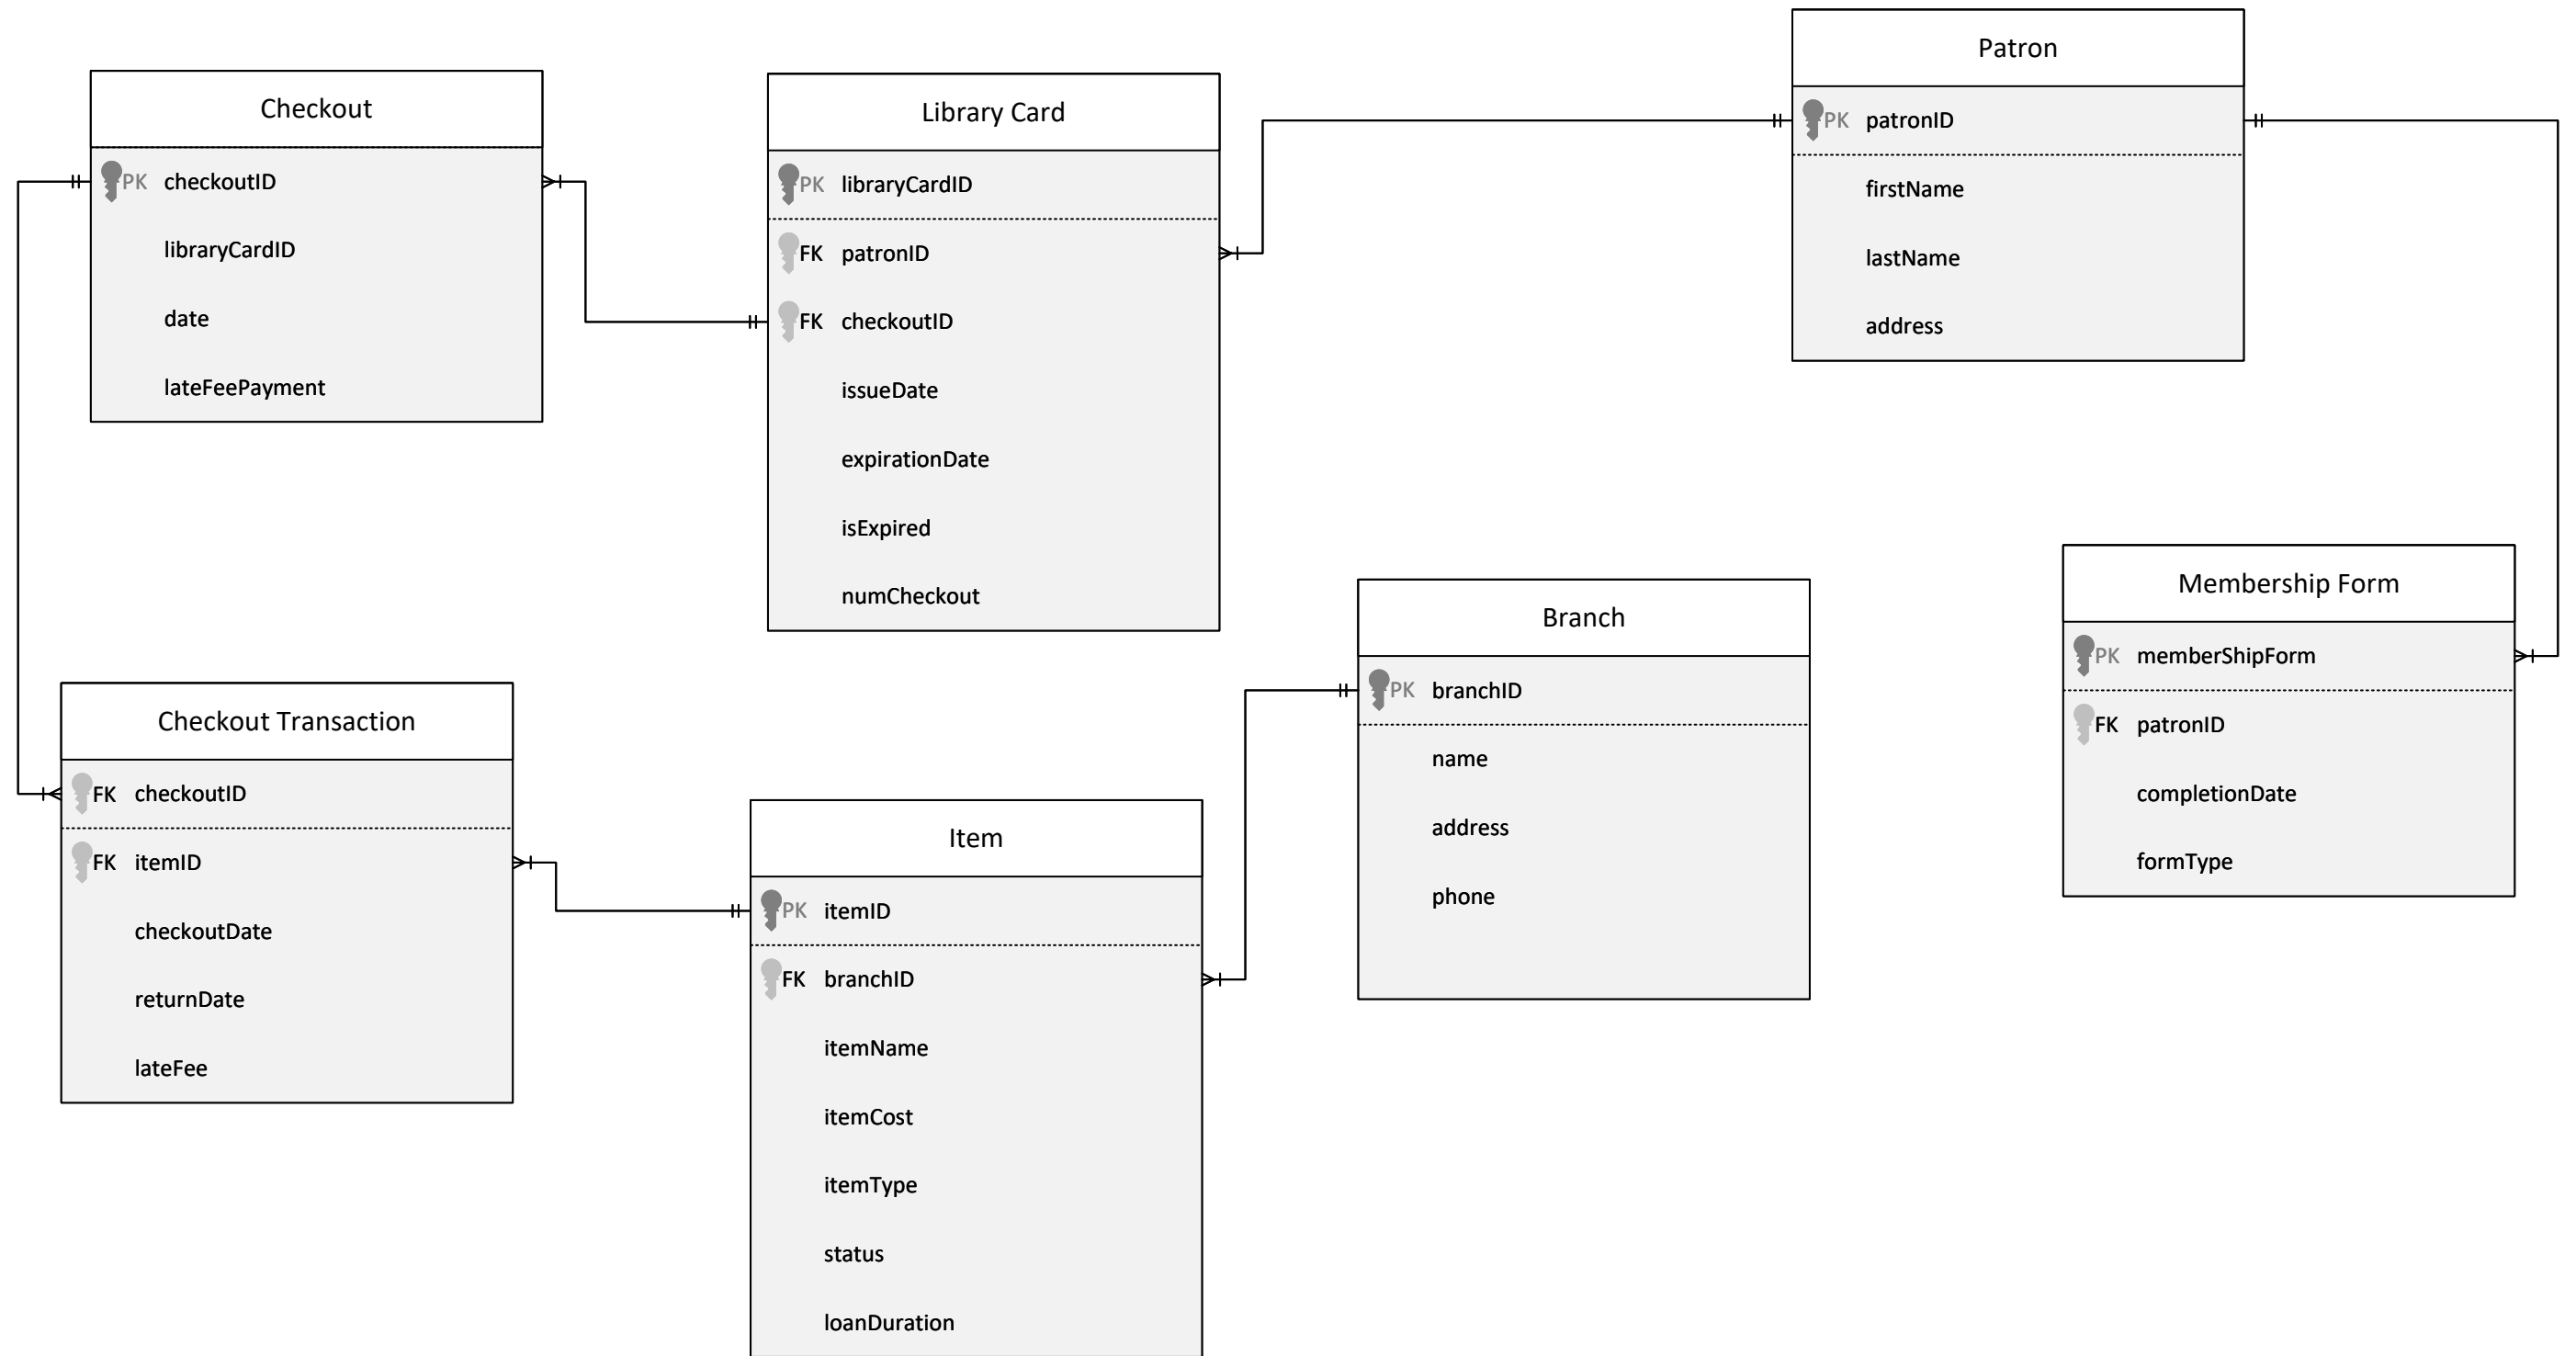 Checkout
PK checkoutID
libraryCardID
date
lateFeePayment
Library Card
PK libraryCardID
FK patronID
FK checkoutID
issueDate
expirationDate
isExpired
numCheckout
Patron
PK patronID
firstName
lastName
address
Checkout Transaction
FK checkoutID
FK itemID
checkoutDate
returnDate
lateFee
Item
PK itemID
FK branchID
itemName
itemCost
itemType
status
loanDuration
Branch
PK branchID
name
address
phone
Membership Form
PK memberShipForm
FK patronID
completionDate
formType